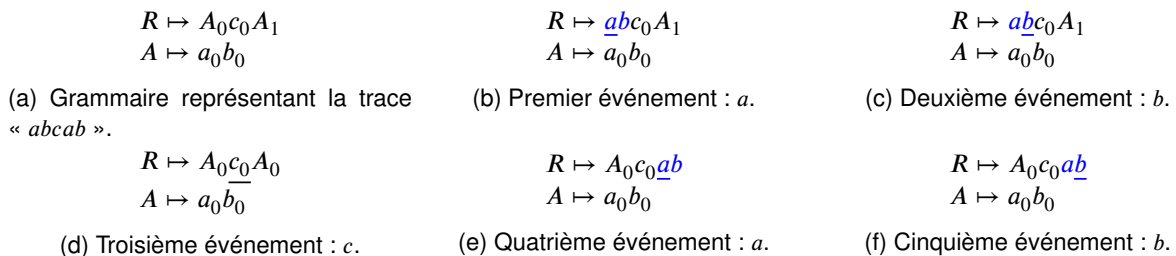 R ↦ A₀c₀A₁
A ↦ a₀b₀
(a) Grammaire représentant la trace
« abcab ».
R ↦ abc₀A₁
A ↦ a₀b₀
(b) Premier événement : a.
R ↦ abc₀A₁
A ↦ a₀b₀
(c) Deuxième événement : b.
R ↦ A₀c₀A₀
A ↦ a₀b₀
(d) Troisième événement : c.
R ↦ A₀c₀ab
A ↦ a₀b₀
(e) Quatrième événement : a.
R ↦ A₀c₀ab
A ↦ a₀b₀
(f) Cinquième événement : b.